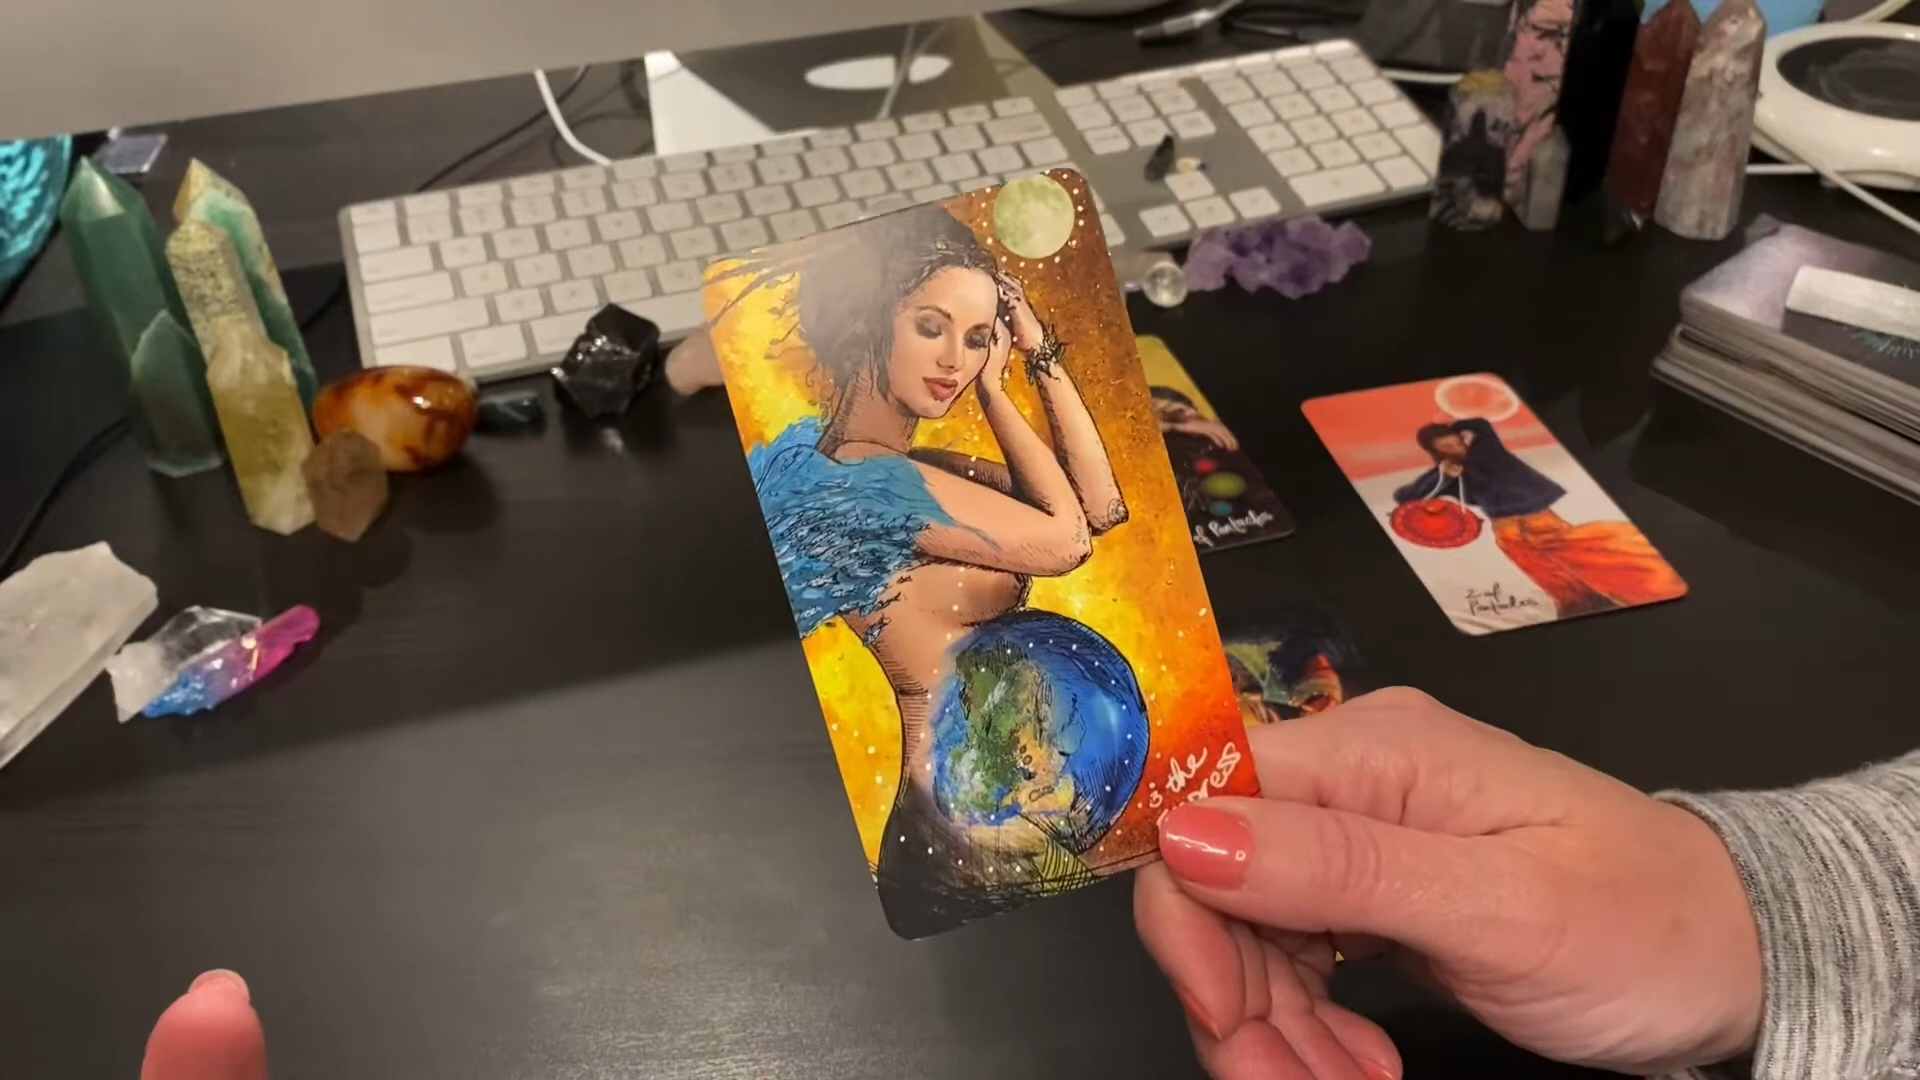 3 the
of Pentacles
2 of
Pentacles